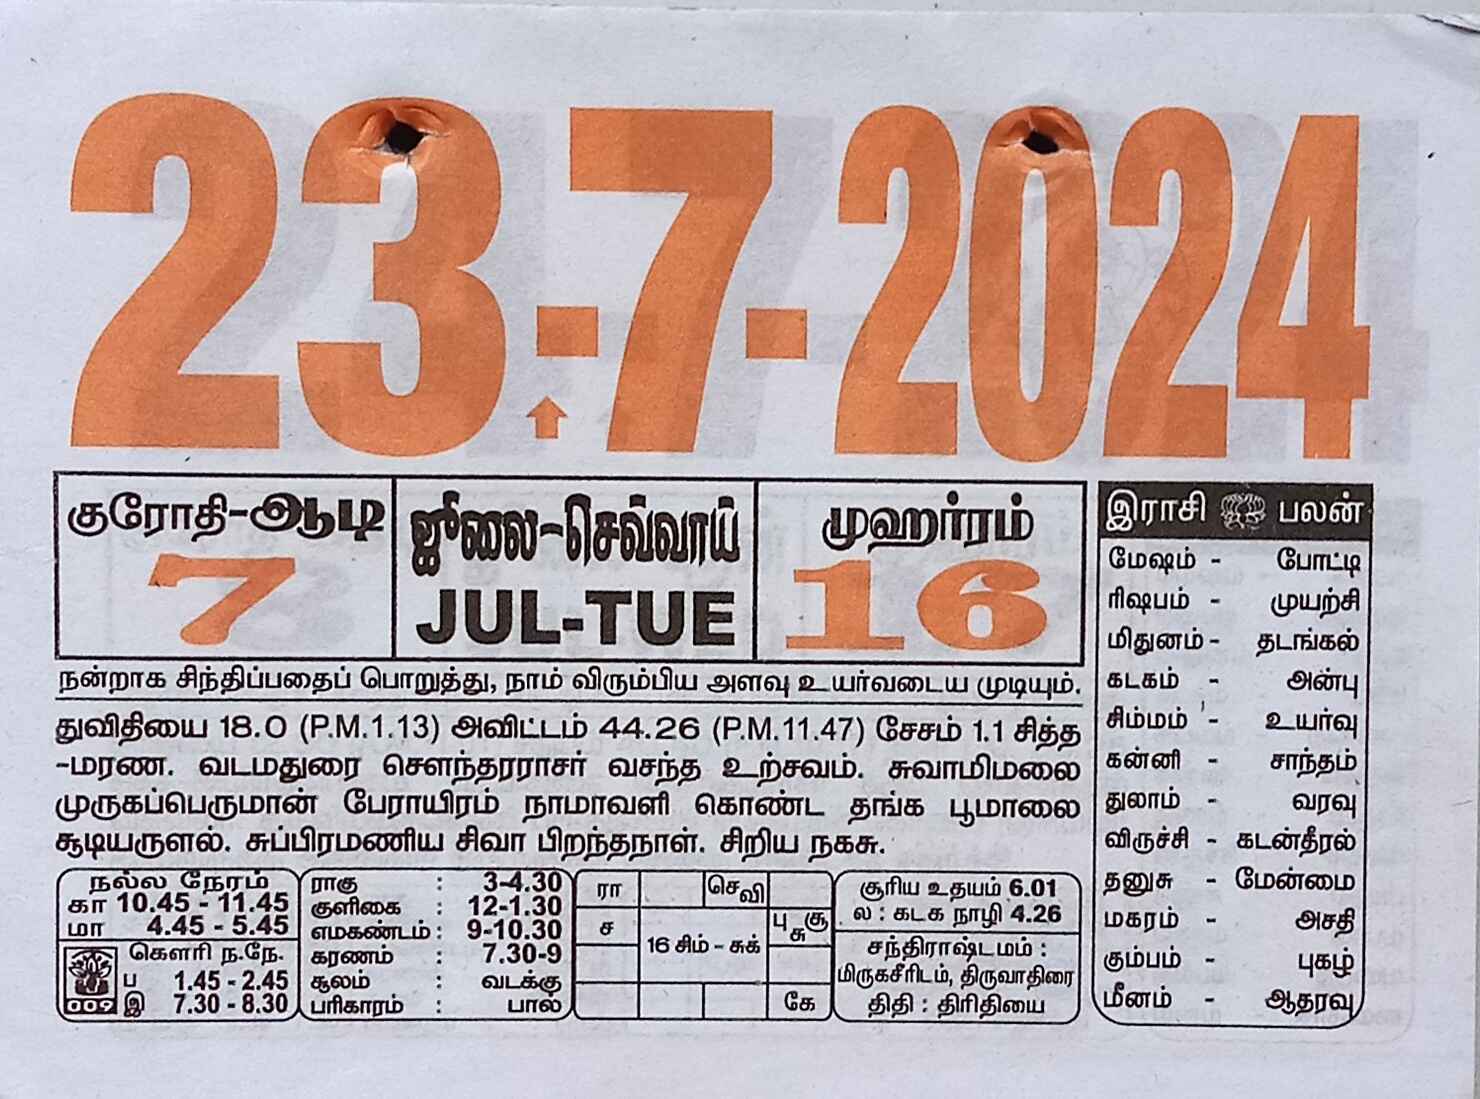 23-7-2024
குரோதி-ஆடி
7
ஜூலை-செவ்வாய்
JUL-TUE
முஹர்ரம்
16
நன்றாக சிந்திப்பதைப் பொறுத்து, நாம் விரும்பிய அளவு உயர்வடைய முடியும்.
துவிதியை 18.0 (P.M.1.13) அவிட்டம் 44.26 (P.M.11.47) சேசம் 1.1 சித்த
-மரண. வடமதுரை சௌந்தரராசர் வசந்த உற்சவம். சுவாமிமலை
முருகப்பெருமான் பேராயிரம் நாமாவளி கொண்ட தங்க பூமாலை
சூடியருளல். சுப்பிரமணிய சிவா பிறந்தநாள். சிறிய நகசு.
நல்ல நேரம்
கா 10.45 - 11.45
மா 4.45 - 5.45
கௌரி ந.நே.
ப 1.45 - 2.45
இ 7.30 - 8.30
009
ராகு : 3-4.30
குளிகை : 12-1.30
எமகண்டம் : 9-10.30
கரணம் : 7.30-9
சூலம் : வடக்கு
பரிகாரம் : பால்
ரா செவி
ச 16 சிம் - சுக் பு சூ சு
கே
சூரிய உதயம் 6.01
ல : கடக நாழி 4.26
சந்திராஷ்டமம் :
மிருகசீரிடம், திருவாதிரை
திதி : திரிதியை
இராசி பலன்
மேஷம் - போட்டி
ரிஷபம் - முயற்சி
மிதுனம் - தடங்கல்
கடகம் - அன்பு
சிம்மம் - உயர்வு
கன்னி - சாந்தம்
துலாம் - வரவு
விருச்சி - கடன்தீரல்
தனுசு - மேன்மை
மகரம் - அசதி
கும்பம் - புகழ்
மீனம் - ஆதரவு